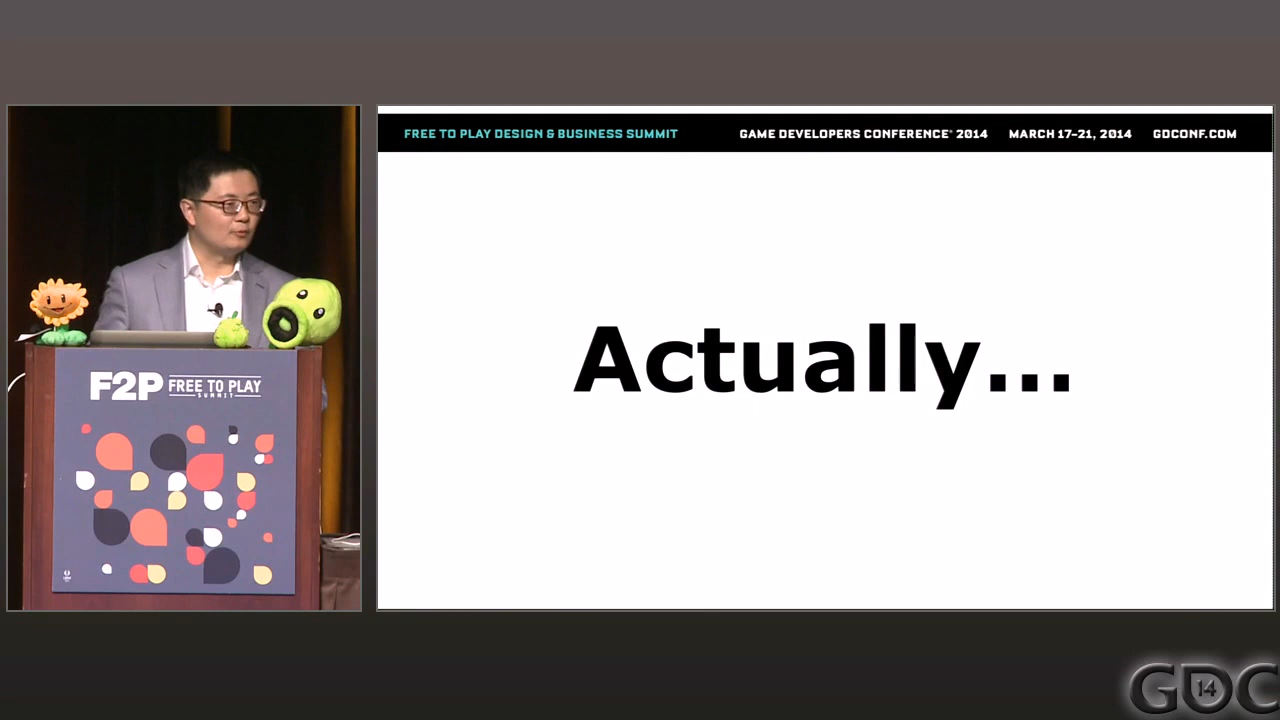 FREE TO PLAY DESIGN & BUSINESS SUMMIT GAME DEVELOPERS CONFERENCE® 2014 MARCH 17–21, 2014 GDCONF.COM
Actually...
F2P FREE TO PLAY
SUMMIT
GDC
14